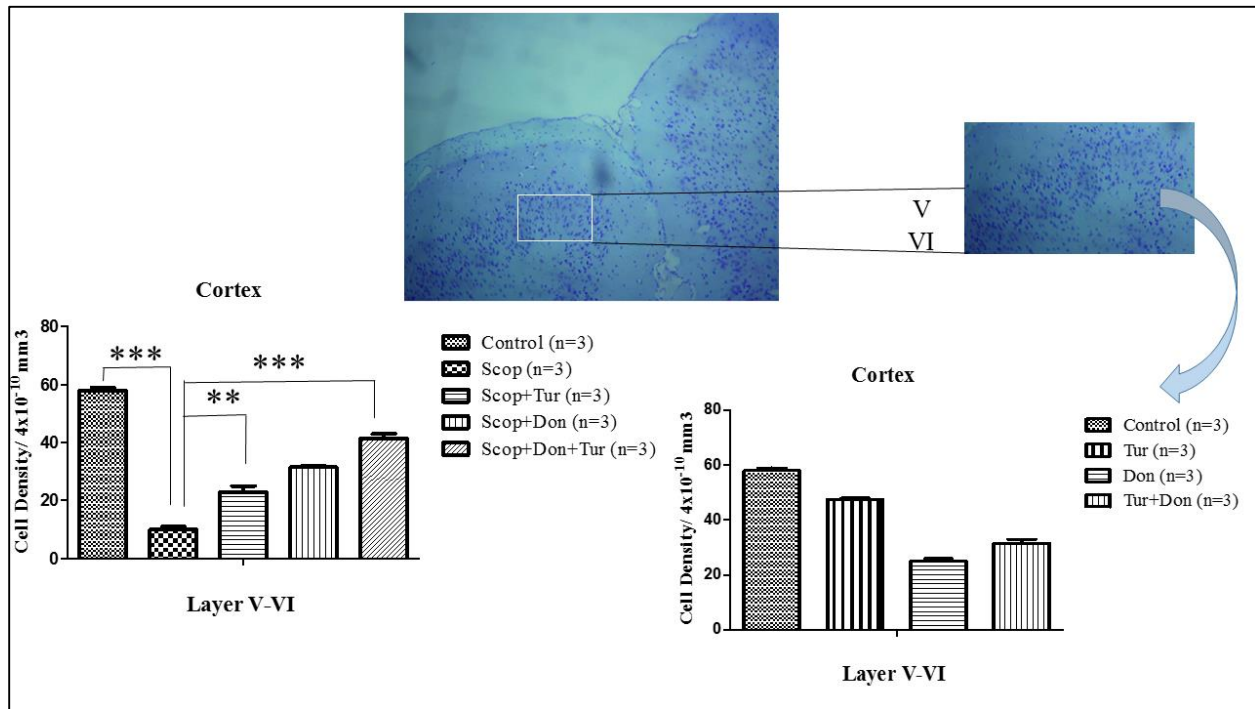 V
VI
Cortex
80
60
40
20
0
Cell Density/ 4x10⁻¹⁰ mm3
***
**
***
Layer V-VI
Control (n=3)
Scop (n=3)
Scop+Tur (n=3)
Scop+Don (n=3)
Scop+Don+Tur (n=3)
Cortex
80
60
40
20
0
Cell Density/ 4x10⁻¹⁰ mm3
Layer V-VI
Control (n=3)
Tur (n=3)
Don (n=3)
Tur+Don (n=3)